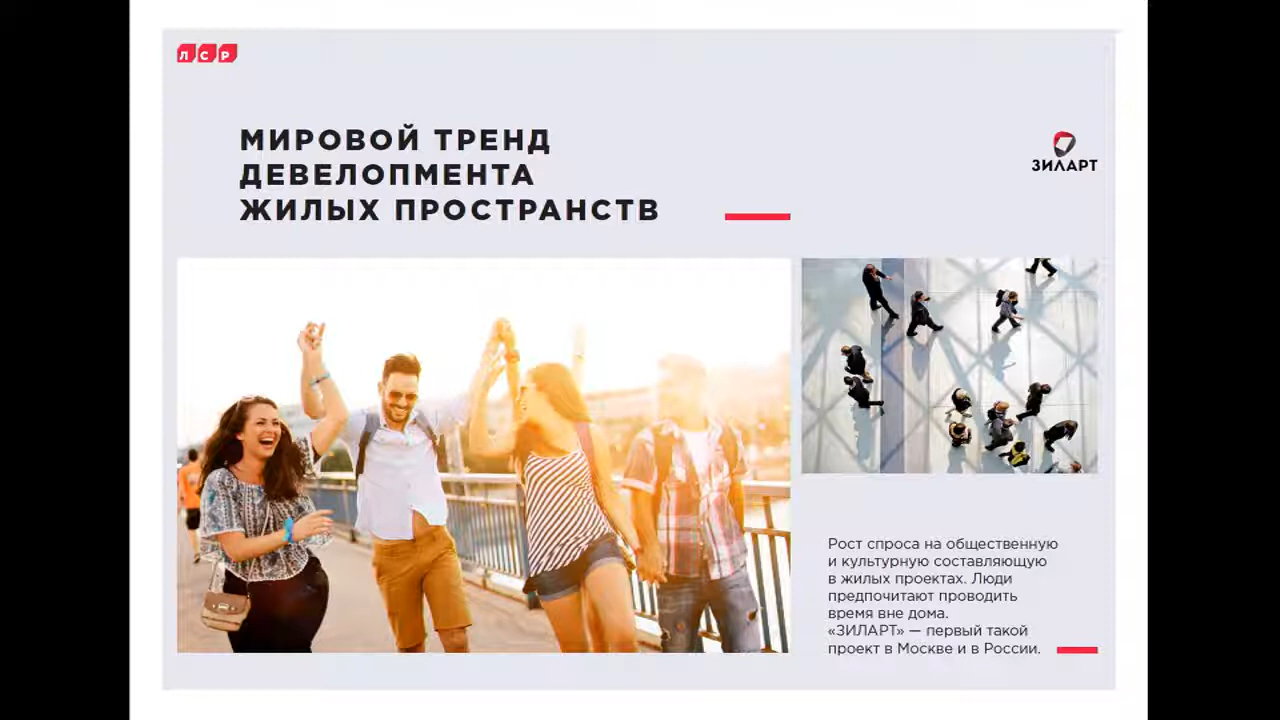 ЛСР
МИРОВОЙ ТРЕНД
ДЕВЕЛОПМЕНТА
ЖИЛЫХ ПРОСТРАНСТВ
ЗИЛАРТ
Рост спроса на общественную
и культурную составляющую
в жилых проектах. Люди
предпочитают проводить
время вне дома.
«ЗИЛАРТ» — первый такой
проект в Москве и в России.